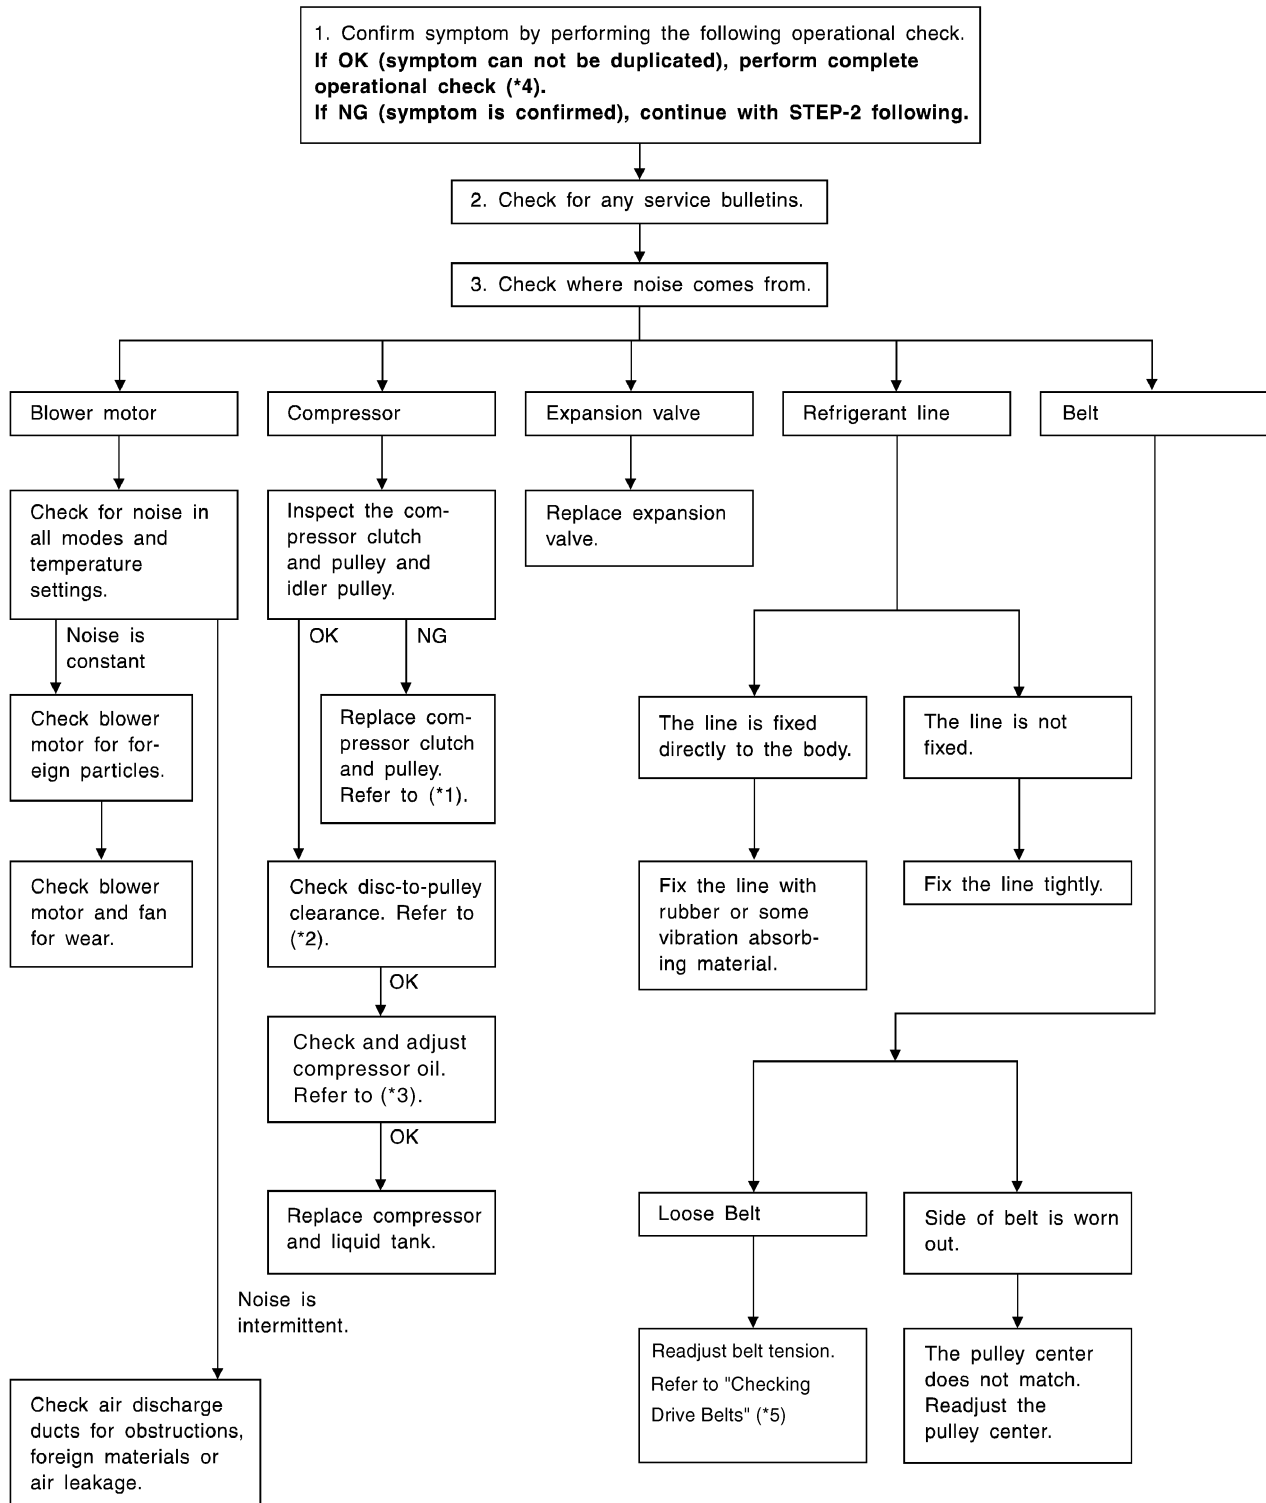 1. Confirm symptom by performing the following operational check.
If OK (symptom can not be duplicated), perform complete
operational check (*4).
If NG (symptom is confirmed), continue with STEP-2 following.
2. Check for any service bulletins.
3. Check where noise comes from.
Blower motor
Compressor
Expansion valve
Refrigerant line
Belt
Check for noise in
all modes and
temperature
settings.
Inspect the com-
pressor clutch
and pulley and
idler pulley.
Replace expansion
valve.
Noise is
constant
OK
NG
Check blower
motor for for-
eign particles.
Replace com-
pressor clutch
and pulley.
Refer to (*1).
The line is fixed
directly to the body.
The line is not
fixed.
Check blower
motor and fan
for wear.
Check disc-to-pulley
clearance. Refer to
(*2).
Fix the line with
rubber or some
vibration absorb-
ing material.
Fix the line tightly.
OK
Check and adjust
compressor oil.
Refer to (*3).
OK
Replace compressor
and liquid tank.
Loose Belt
Side of belt is worn
out.
Noise is
intermittent.
Readjust belt tension.
Refer to "Checking
Drive Belts" (*5)
The pulley center
does not match.
Readjust the
pulley center.
Check air discharge
ducts for obstructions,
foreign materials or
air leakage.